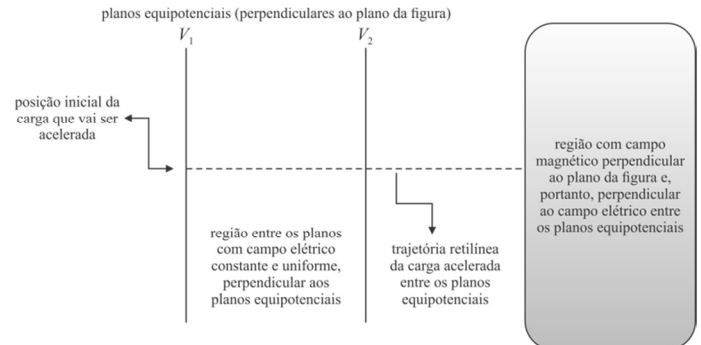 planos equipotenciais (perpendiculares ao plano da figura)
V1
V2
posição inicial da
carga que vai ser
acelerada
região entre os planos
com campo elétrico
constante e uniforme,
perpendicular aos
planos equipotenciais
trajetória retilínea
da carga acelerada
entre os planos
equipotenciais
região com campo
magnético perpendicular
ao plano da figura e,
portanto, perpendicular
ao campo elétrico entre
os planos equipotenciais